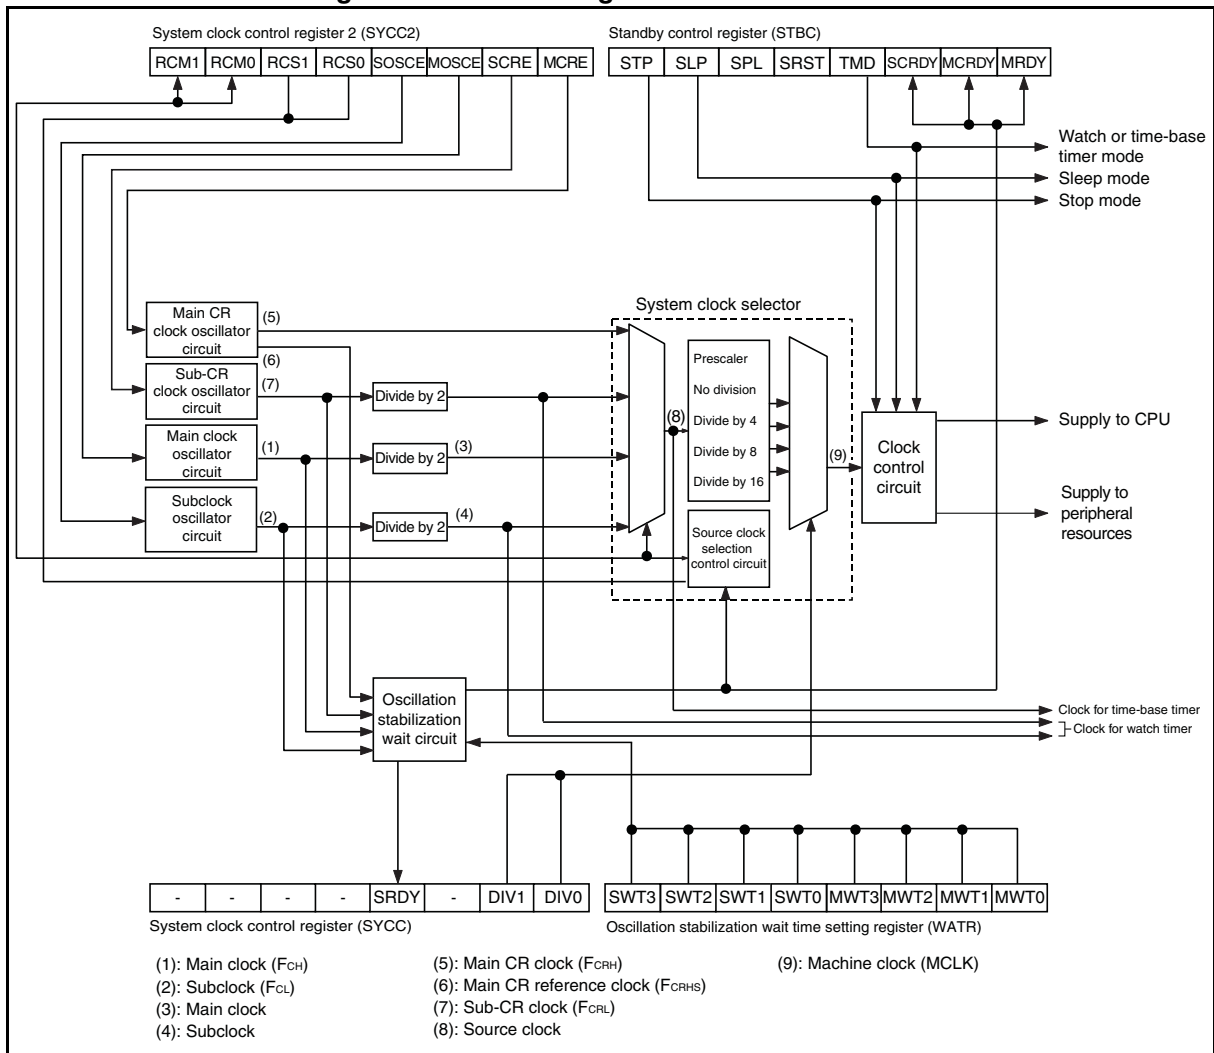 System clock control register 2 (SYCC2)
Standby control register (STBC)
RCM1 RCM0 RCS1 RCS0 SOSCE MOSCE SCRE MCRE
STP SLP SPL SRST TMD SCRDY MCRDY MRDY
Watch or time-base
timer mode
Sleep mode
Stop mode
System clock selector
Main CR
clock oscillator
circuit
(5)
(6)
Sub-CR
clock oscillator
circuit
(7)
Divide by 2
Main clock
oscillator
circuit
(1)
Divide by 2
(3)
Subclock
oscillator
circuit
(2)
Divide by 2
(4)
(8)
Prescaler
No division
Divide by 4
Divide by 8
Divide by 16
(9)
Source clock
selection
control circuit
Clock
control
circuit
Supply to CPU
Supply to
peripheral
resources
Oscillation
stabilization
wait circuit
Clock for time-base timer
Clock for watch timer
- - - - SRDY - DIV1 DIV0
SWT3 SWT2 SWT1 SWT0 MWT3 MWT2 MWT1 MWT0
System clock control register (SYCC)
Oscillation stabilization wait time setting register (WATR)
(1): Main clock (FCH)
(2): Subclock (FCL)
(3): Main clock
(4): Subclock
(5): Main CR clock (FCRH)
(6): Main CR reference clock (FCRHS)
(7): Sub-CR clock (FCRL)
(8): Source clock
(9): Machine clock (MCLK)